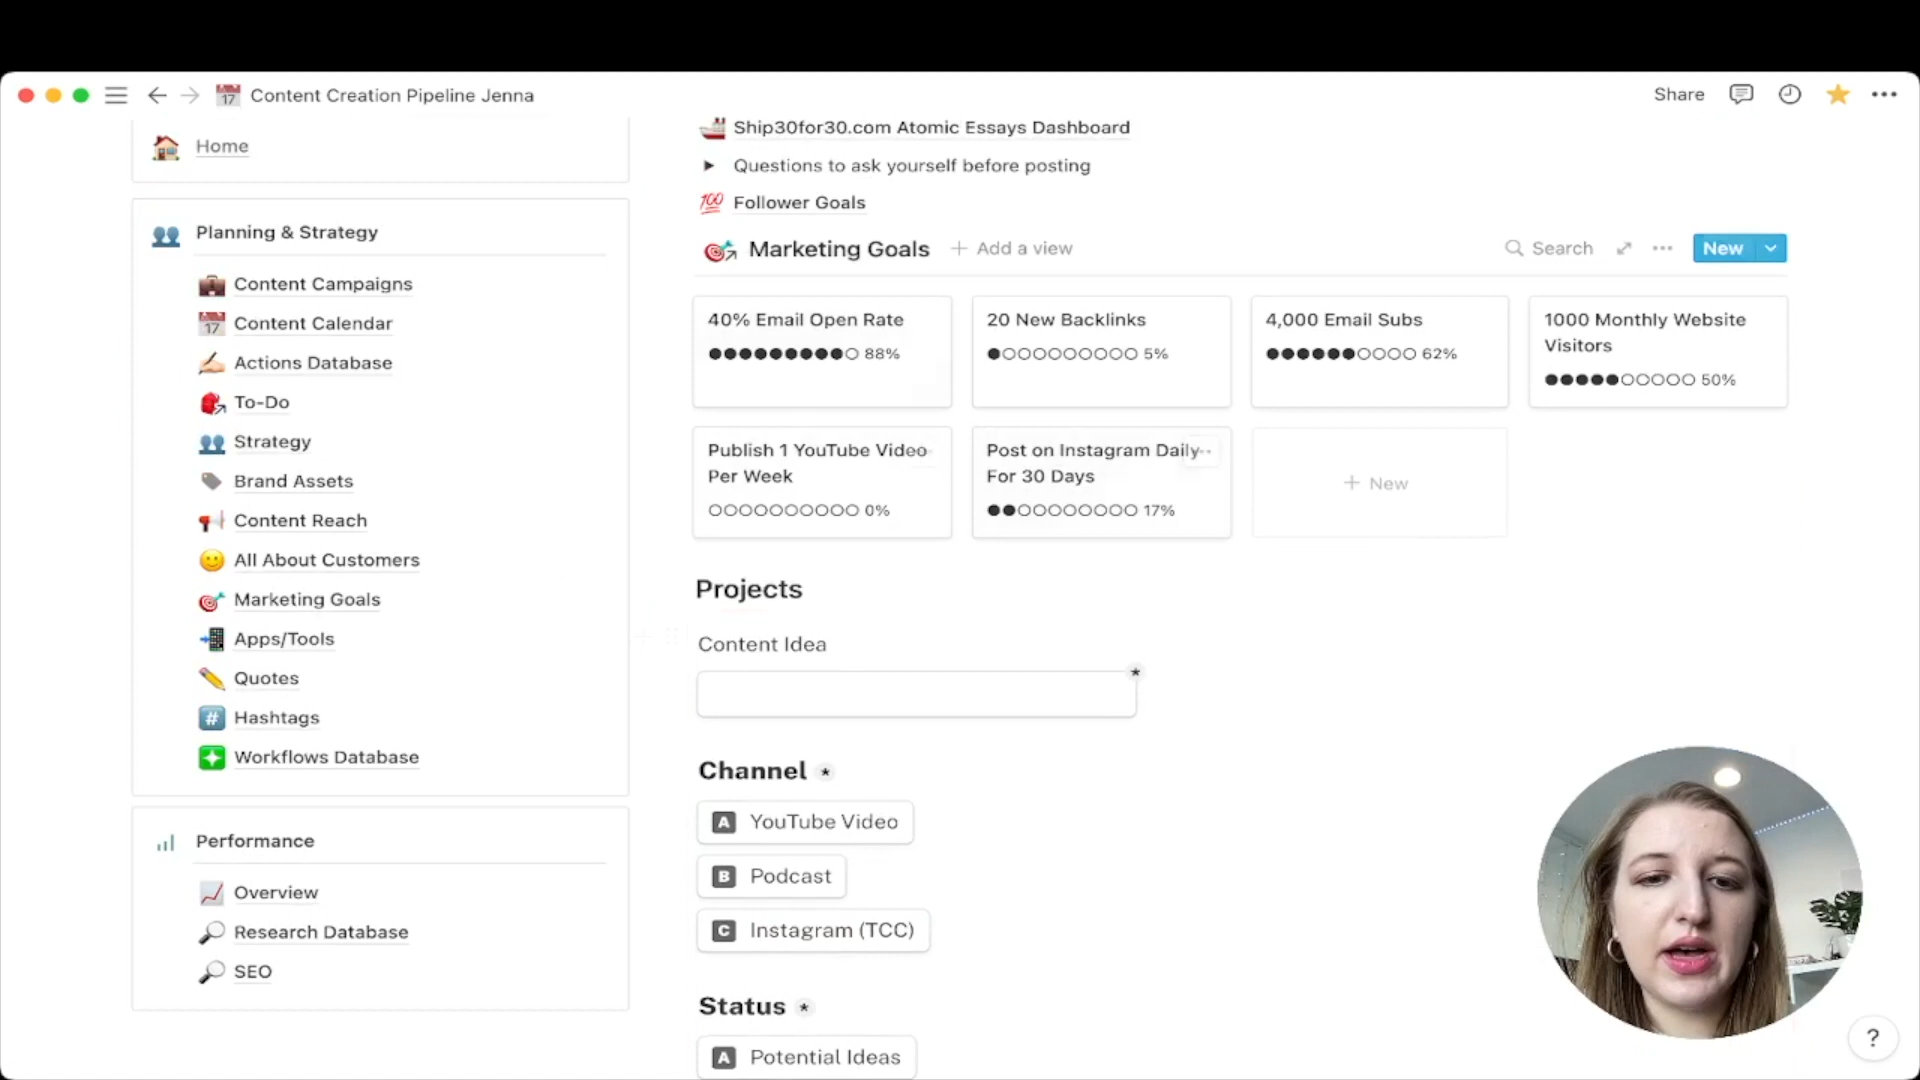 Content Creation Pipeline Jenna
Share
Home
Planning & Strategy
Content Campaigns
Content Calendar
Actions Database
To-Do
Strategy
Brand Assets
Content Reach
All About Customers
Marketing Goals
Apps/Tools
Quotes
Hashtags
Workflows Database
Performance
Overview
Research Database
SEO
Ship30for30.com Atomic Essays Dashboard
Questions to ask yourself before posting
Follower Goals
Marketing Goals + Add a view
Search
New
40% Email Open Rate
●●●●●●●●●○ 88%
20 New Backlinks
●○○○○○○○○○ 5%
4,000 Email Subs
●●●●●●○○○○ 62%
1000 Monthly Website
Visitors
●●●●●○○○○○ 50%
Publish 1 YouTube Video
Per Week
○○○○○○○○○○ 0%
Post on Instagram Daily
For 30 Days
●●○○○○○○○○ 17%
+ New
Projects
Content Idea
*
Channel *
A YouTube Video
B Podcast
C Instagram (TCC)
Status *
A Potential Ideas
?